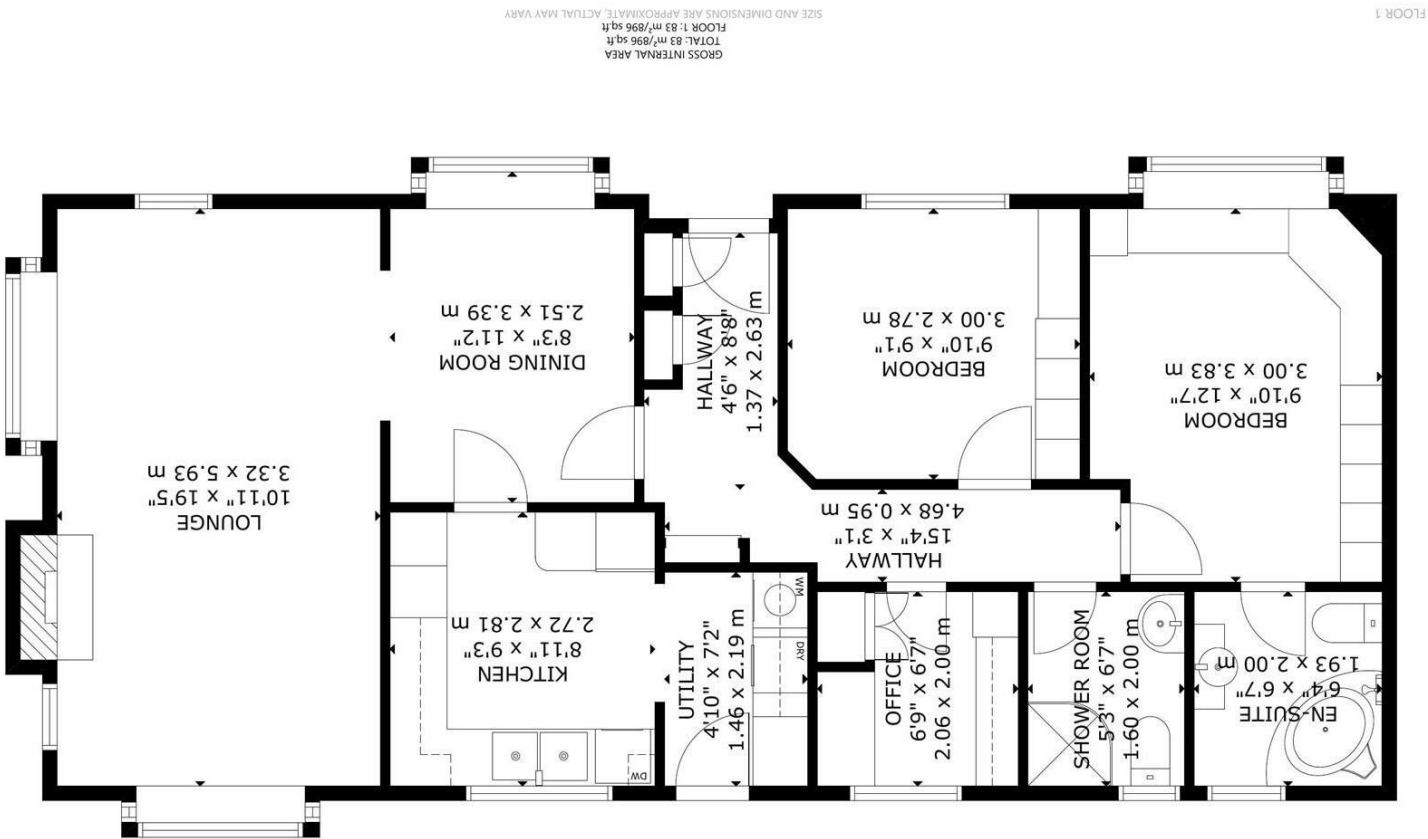 EN-SUITE
6'4" x 6'7"
1.93 x 2.00 m
SHOWER ROOM
5'3" x 6'7"
1.60 x 2.00 m
OFFICE
6'9" x 6'7"
2.06 x 2.00 m
UTILITY
4'10" x 7'2"
1.46 x 2.19 m
DRY
WM
DW
KITCHEN
8'11" x 9'3"
2.72 x 2.81 m
HALLWAY
15'4" x 3'1"
4.68 x 0.95 m
LOUNGE
10'11" x 19'5"
3.32 x 5.93 m
BEDROOM
9'10" x 12'7"
3.00 x 3.83 m
BEDROOM
9'10" x 9'1"
3.00 x 2.78 m
HALLWAY
4'6" x 8'8"
1.37 x 2.63 m
DINING ROOM
8'3" x 11'2"
2.51 x 3.39 m
GROSS INTERNAL AREA
TOTAL: 83 m²/896 sq.ft
FLOOR 1: 83 m²/896 sq.ft
SIZE AND DIMENSIONS ARE APPROXIMATE, ACTUAL MAY VARY
FLOOR 1